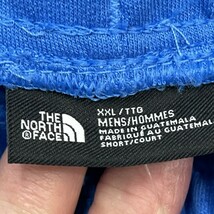 THE
NORTH
FACE
XXL/TTG
MENS/HOMMES
MADE IN GUATEMALA
FABRIQUÉ AU GUATEMALA
SHORT/COURT